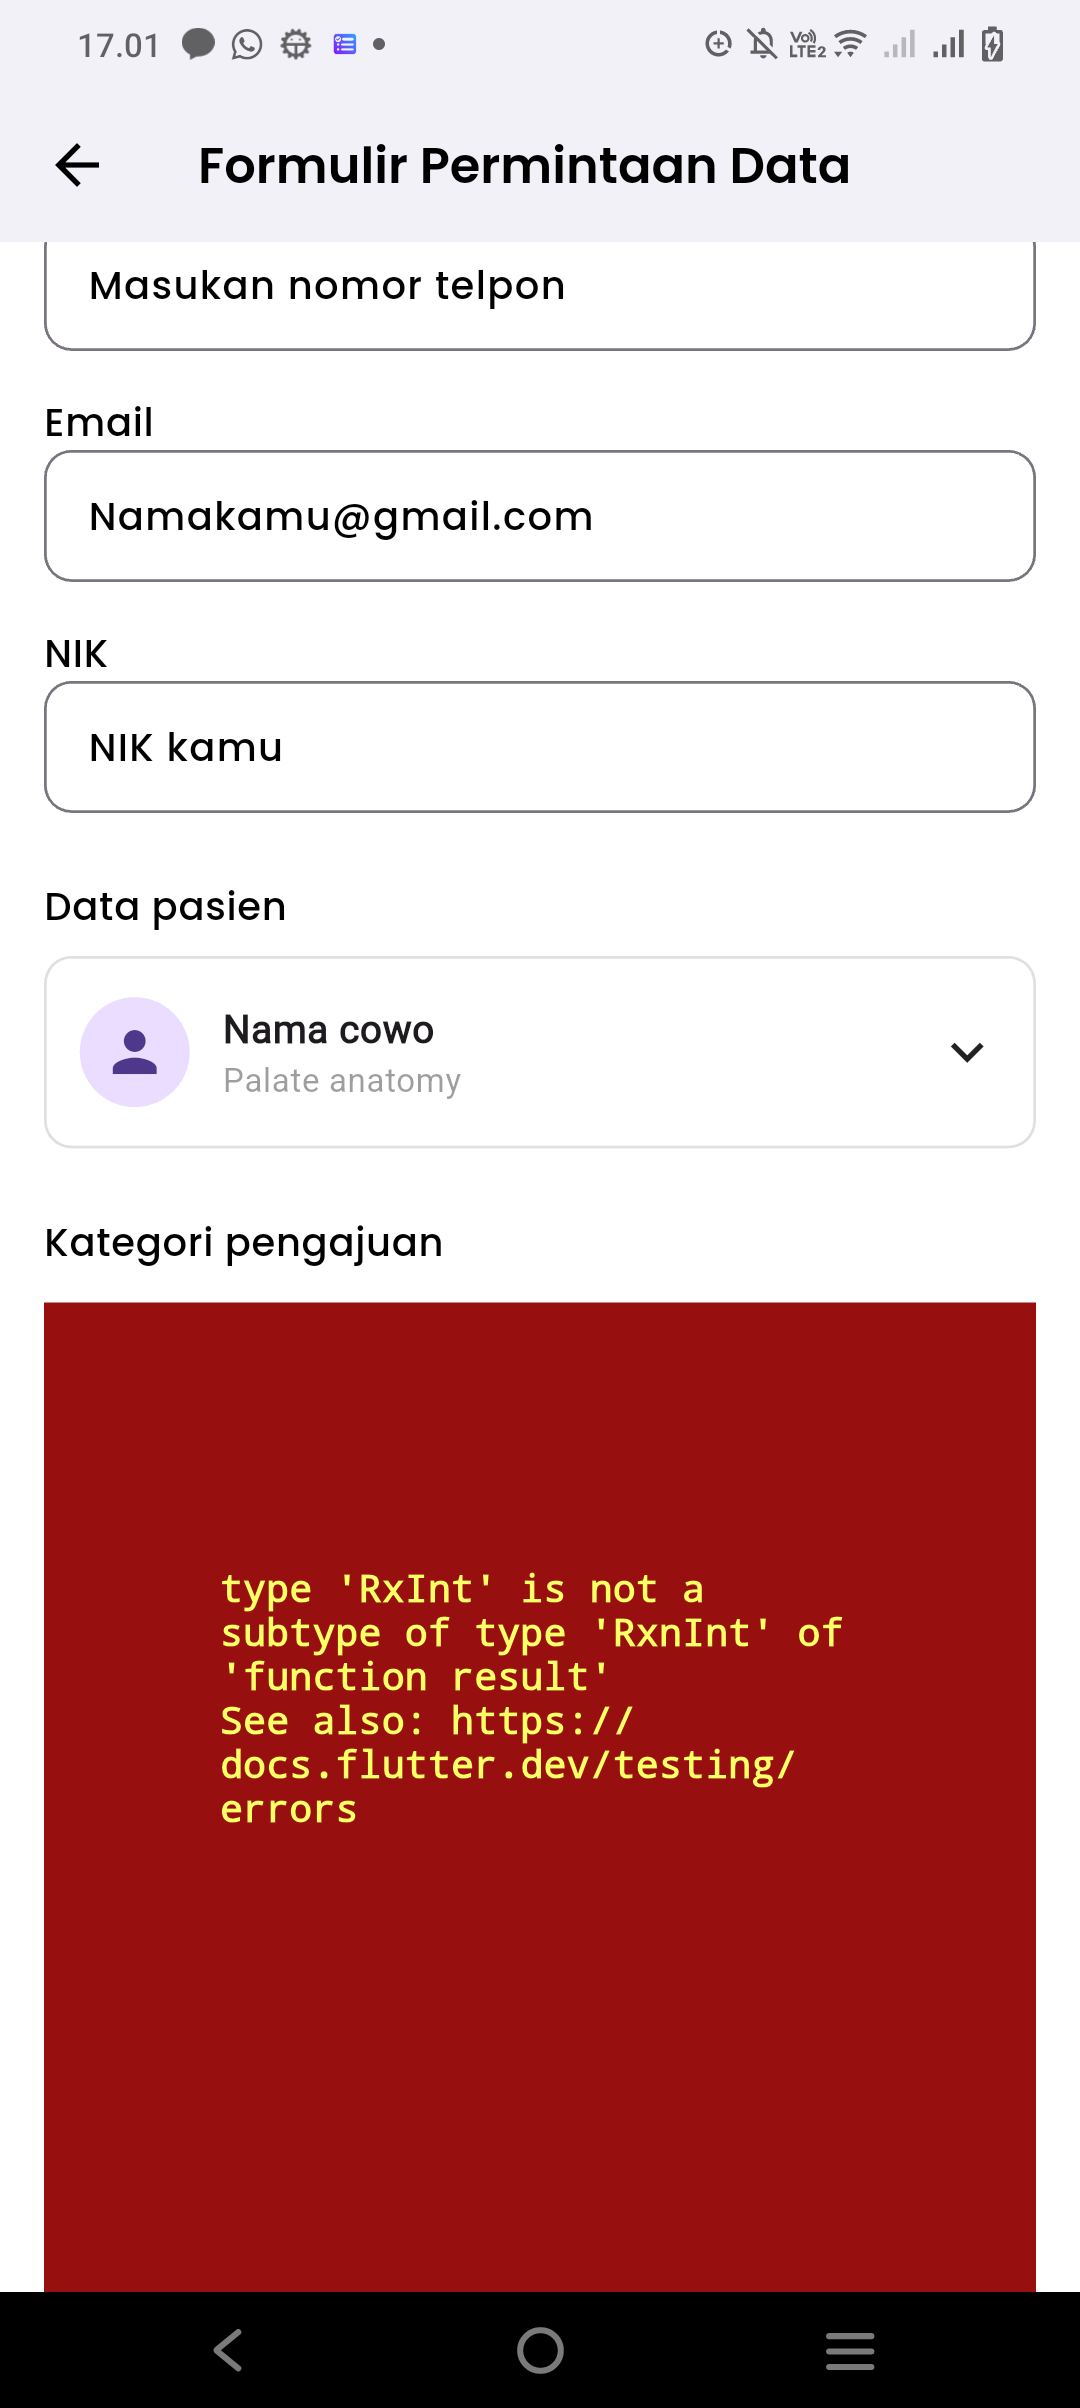 17.01
Vo)) LTE2
Formulir Permintaan Data
Masukan nomor telpon
Email
Namakamu@gmail.com
NIK
NIK kamu
Data pasien
Nama cowo
Palate anatomy
Kategori pengajuan
type 'RxInt' is not a
subtype of type 'RxnInt' of
'function result'
See also: https://
docs.flutter.dev/testing/
errors